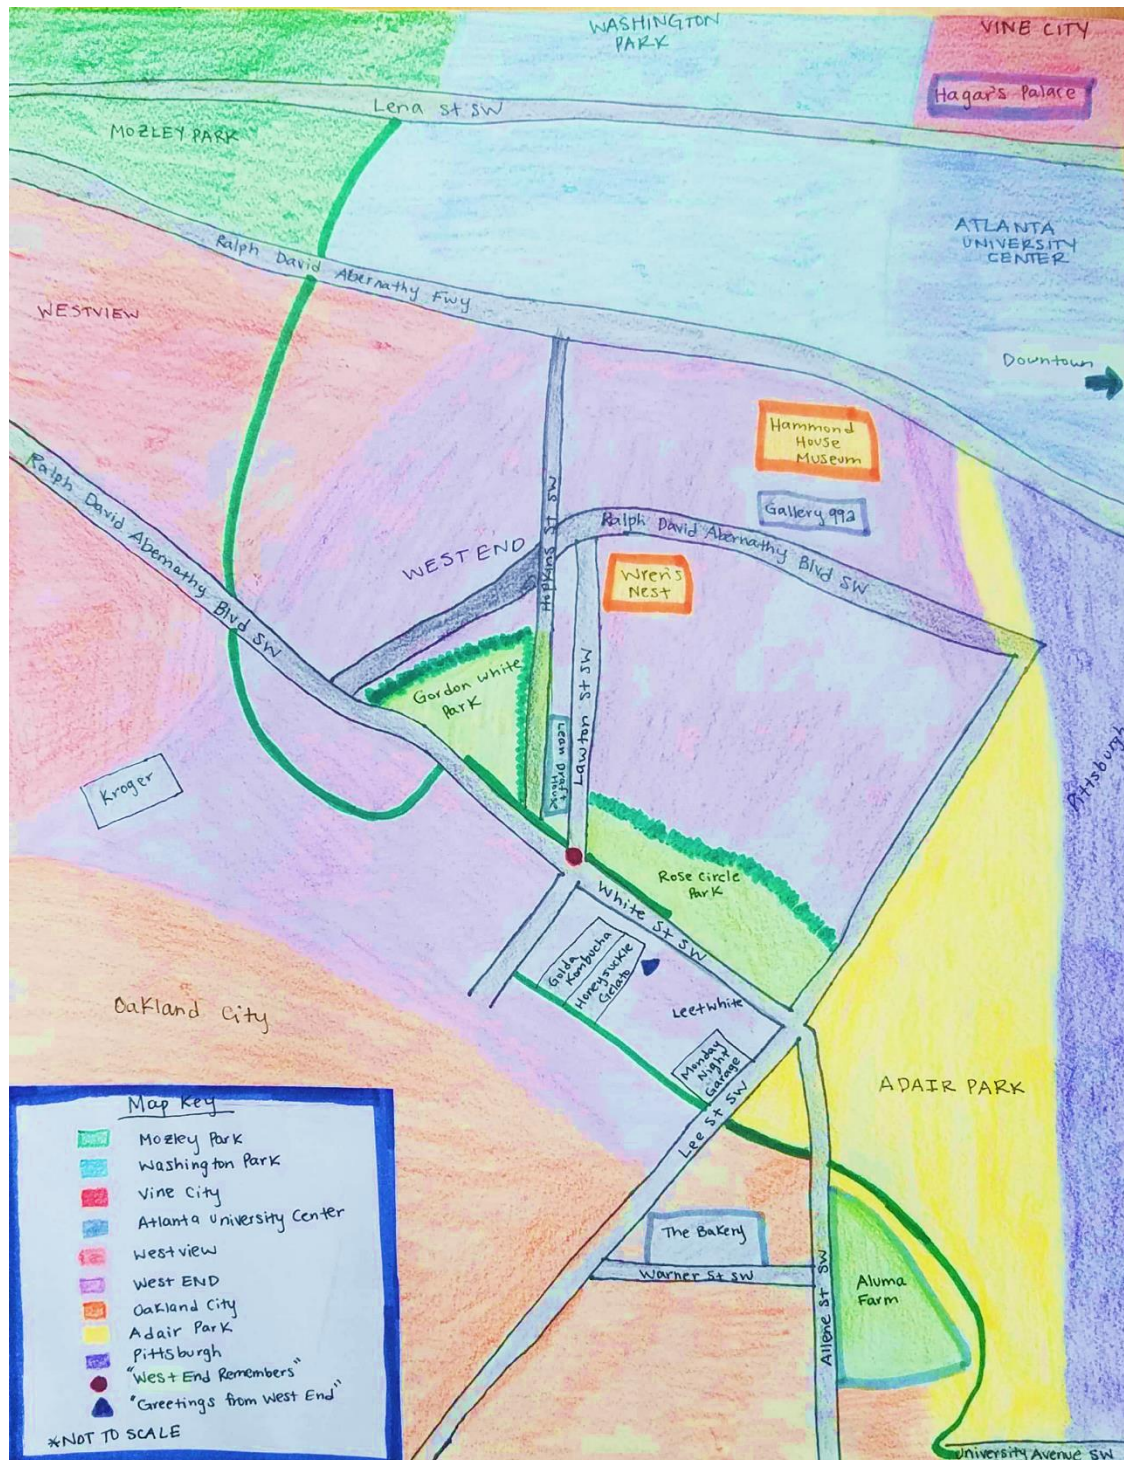 WASHINGTON
PARK
VINE CITY
Hagar's Palace
Lena St SW
MOZLEY PARK
ATLANTA
UNIVERSITY
CENTER
Ralph David Abernathy Fwy
WESTVIEW
Downtown
Hammond
House
Museum
Gallery 992
Ralph David Abernathy Blvd SW
Hopkins St SW
Ralph David Abernathy Blvd SW
WEST END
Wren's
Nest
Gordon White
Park
Lawton St SW
Lean Draft
House
Pittsburgh
Kroger
Rose Circle
Park
White St SW
Golda
Kombucha
Honeysuckle
Gelato
Lee+White
Oakland City
Monday
Night
Garage
ADAIR PARK
Lee St SW
The Bakery
Warner St SW
Aluma
Farm
Allene St SW
University Avenue SW
Map Key
Mozley Park
Washington Park
Vine City
Atlanta University Center
Westview
West END
Oakland City
Adair Park
Pittsburgh
"West End Remembers"
"Greetings from West End"
*NOT TO SCALE